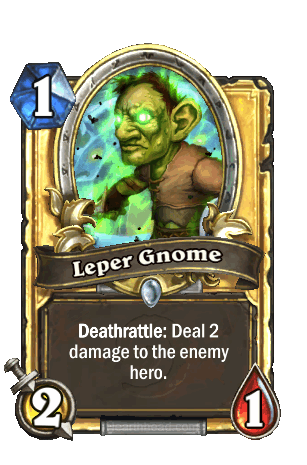 1
Leper Gnome
Deathrattle: Deal 2
damage to the enemy
hero.
2
1